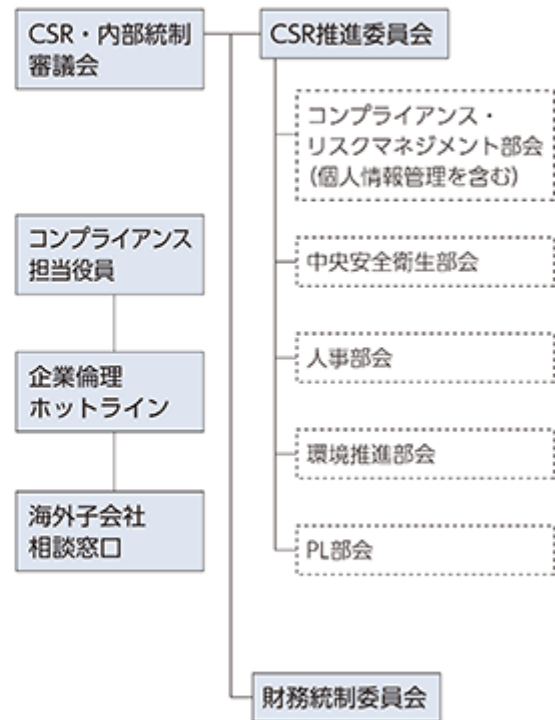 CSR・内部統制
審議会
CSR推進委員会
コンプライアンス・
リスクマネジメント部会
(個人情報管理を含む)
中央安全衛生部会
人事部会
環境推進部会
PL部会
コンプライアンス
担当役員
企業倫理
ホットライン
海外子会社
相談窓口
財務統制委員会